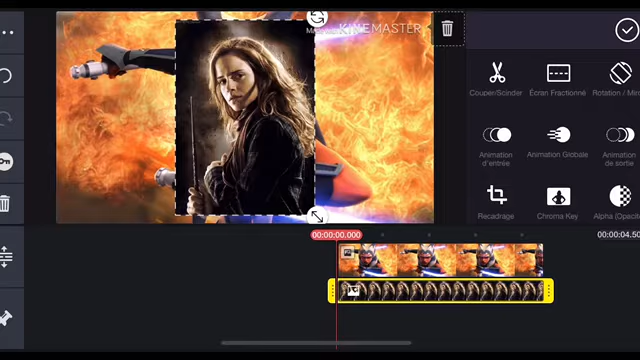 KINEMASTER
Couper/Scinder
Écran Fractionné
Rotation / Miro
Animation d'entrée
Animation Globale
Animation de sortie
Recadrage
Chroma Key
Alpha (Opacit
00:00:00.000
00:00:04.50